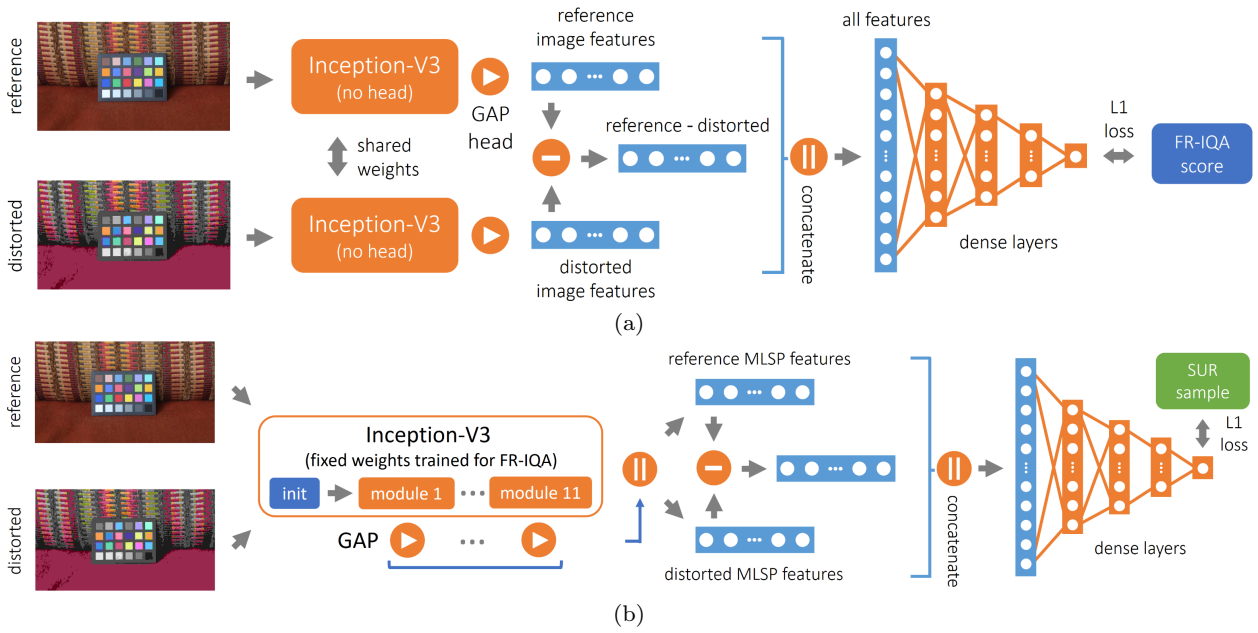 reference
Inception-V3
(no head)
GAP
head
reference
image features
shared
weights
reference - distorted
distorted
Inception-V3
(no head)
distorted
image features
concatenate
all features
dense layers
L1
loss
FR-IQA
score
(a)
reference
distorted
Inception-V3
(fixed weights trained for FR-IQA)
init
module 1
module 11
GAP
reference MLSP features
distorted MLSP features
concatenate
dense layers
SUR
sample
L1
loss
(b)